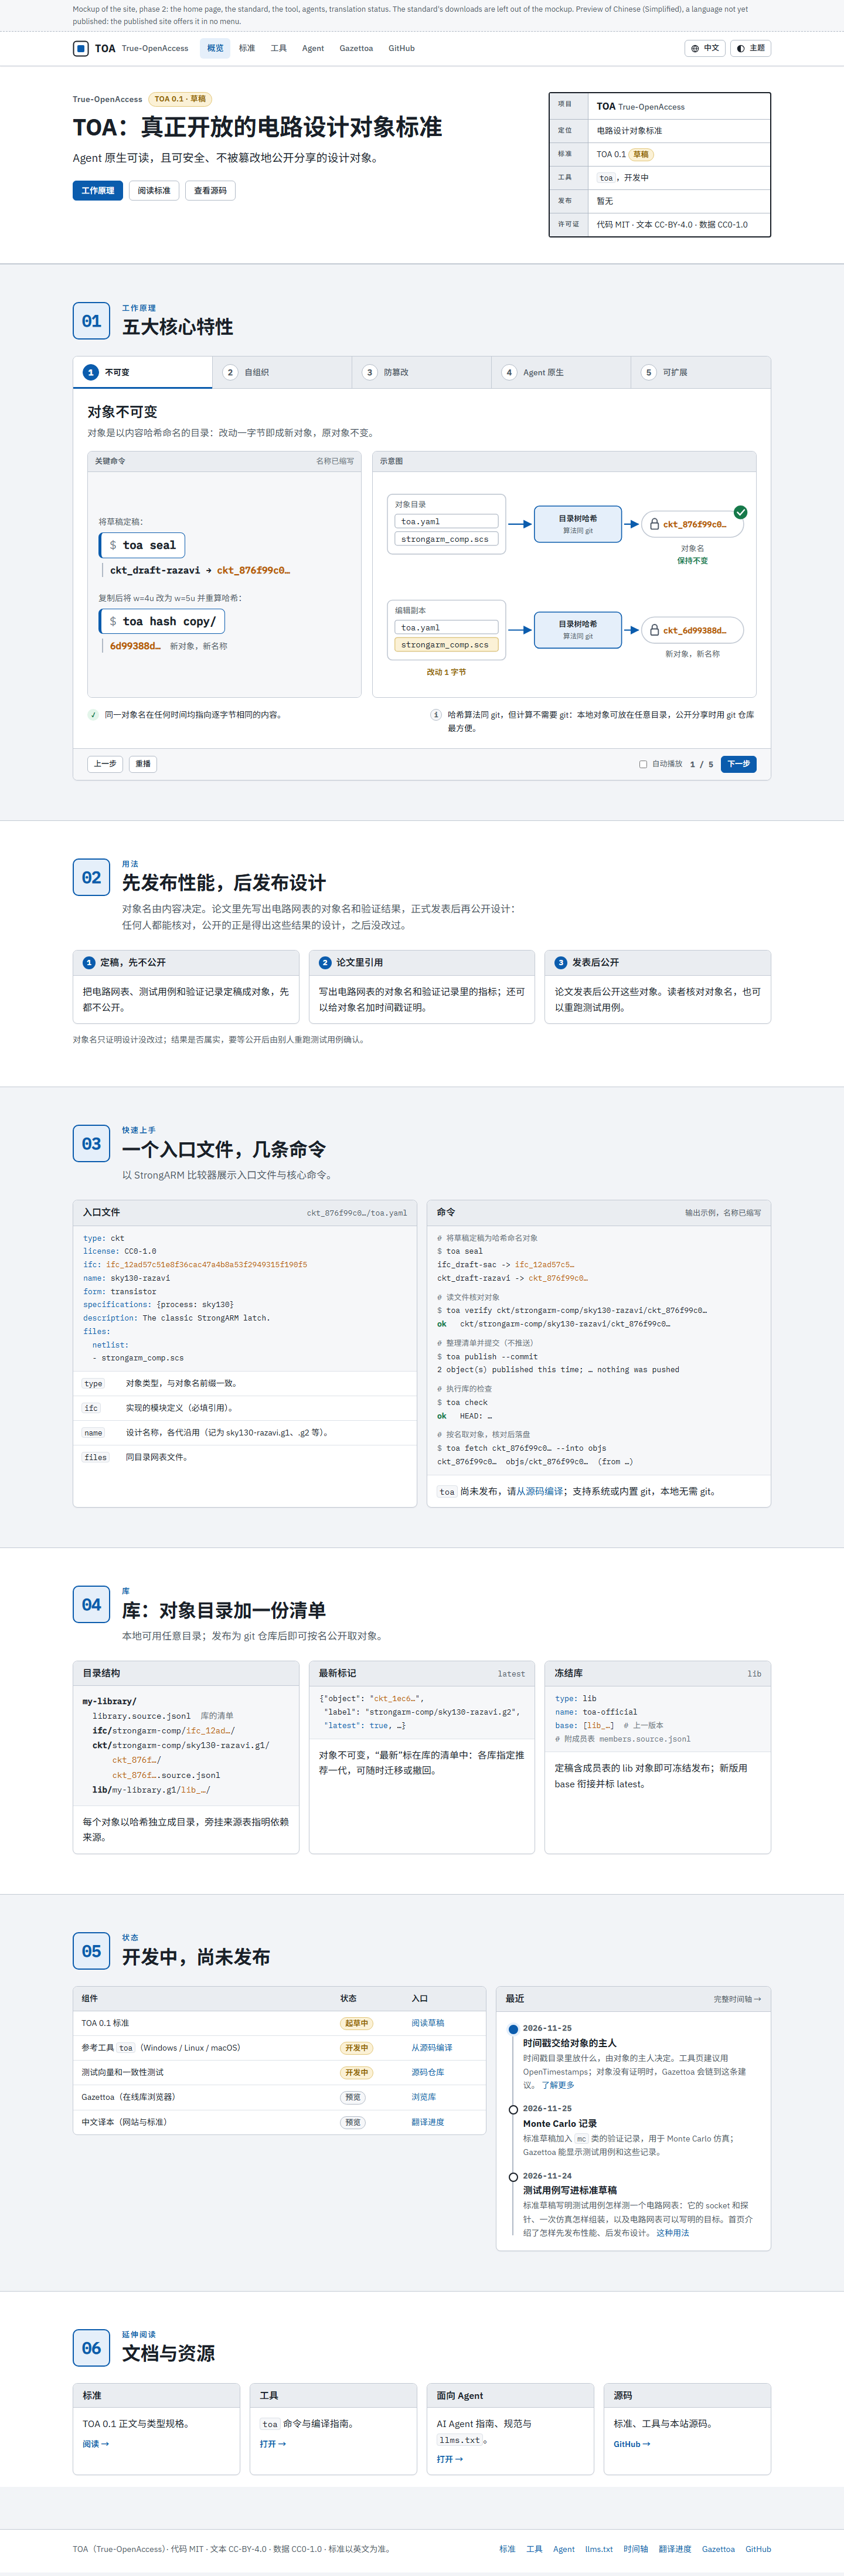 Mockup of the site, phase 2: the home page, the standard, the tool, agents, translation status. The standard's downloads are left out of the mockup. Preview of Chinese (Simplified), a language not yet
published: the published site offers it in no menu.
TOA True-OpenAccess 概览 标准 工具 Agent Gazettoa GitHub 中文 主题
True-OpenAccess TOA 0.1 · 草稿
TOA：真正开放的电路设计对象标准
Agent 原生可读，且可安全、不被篡改地公开分享的设计对象。
工作原理 阅读标准 查看源码
项目 TOA True-OpenAccess
定位 电路设计对象标准
标准 TOA 0.1 草稿
工具 toa，开发中
发布 暂无
许可证 代码 MIT · 文本 CC-BY-4.0 · 数据 CC0-1.0
01 工作原理
五大核心特性
1 不可变 2 自组织 3 防篡改 4 Agent 原生 5 可扩展
对象不可变
对象是以内容哈希命名的目录：改动一字节即成新对象，原对象不变。
关键命令 名称已缩写
将草稿定稿：
$ toa seal
ckt_draft-razavi → ckt_876f99c0…
复制后将 w=4u 改为 w=5u 并重算哈希：
$ toa hash copy/
6d99388d… 新对象，新名称
示意图
对象目录
toa.yaml
strongarm_comp.scs
目录树哈希
算法同 git
ckt_876f99c0…
对象名
保持不变
编辑副本
toa.yaml
strongarm_comp.scs
改动 1 字节
目录树哈希
算法同 git
ckt_6d99388d…
新对象，新名称
✓ 同一对象名在任何时间均指向逐字节相同的内容。
i 哈希算法同 git，但计算不需要 git：本地对象可放在任意目录，公开分享时用 git 仓库
最方便。
上一步 重播 自动播放 1 / 5 下一步
02 用法
先发布性能，后发布设计
对象名由内容决定。论文里先写出电路网表的对象名和验证结果，正式发表后再公开设计：
任何人都能核对，公开的正是得出这些结果的设计，之后没改过。
1 定稿，先不公开
把电路网表、测试用例和验证记录定稿成对象，先
都不公开。
2 论文里引用
写出电路网表的对象名和验证记录里的指标；还可
以给对象名加时间戳证明。
3 发表后公开
论文发表后公开这些对象。读者核对对象名，也可
以重跑测试用例。
对象名只证明设计没改过；结果是否属实，要等公开后由别人重跑测试用例确认。
03 快速上手
一个入口文件，几条命令
以 StrongARM 比较器展示入口文件与核心命令。
入口文件 ckt_876f99c0…/toa.yaml
type: ckt
license: CC0-1.0
ifc: ifc_12ad57c51e8f36cac47a4b8a53f2949315f190f5
name: sky130-razavi
form: transistor
specifications: {process: sky130}
description: The classic StrongARM latch.
files:
netlist:
- strongarm_comp.scs
type 对象类型，与对象名前缀一致。
ifc 实现的模块定义（必填引用）。
name 设计名称，各代沿用（记为 sky130-razavi.g1、.g2 等）。
files 同目录网表文件。
命令 输出示例，名称已缩写
# 将草稿定稿为哈希命名对象
$ toa seal
ifc_draft-sac -> ifc_12ad57c5…
ckt_draft-razavi -> ckt_876f99c0…
# 读文件核对对象
$ toa verify ckt/strongarm-comp/sky130-razavi/ckt_876f99c0…
ok ckt/strongarm-comp/sky130-razavi/ckt_876f99c0…
# 整理清单并提交（不推送）
$ toa publish --commit
2 object(s) published this time; … nothing was pushed
# 执行库的检查
$ toa check
ok HEAD: …
# 按名取对象，核对后落盘
$ toa fetch ckt_876f99c0… --into objs
ckt_876f99c0… objs/ckt_876f99c0… (from …)
toa 尚未发布，请从源码编译；支持系统或内置 git，本地无需 git。
04 库
库：对象目录加一份清单
本地可用任意目录；发布为 git 仓库后即可按名公开取对象。
目录结构
my-library/
library.source.jsonl 库的清单
ifc/strongarm-comp/ifc_12ad…/
ckt/strongarm-comp/sky130-razavi.g1/
ckt_876f…/
ckt_876f….source.jsonl
lib/my-library.g1/lib_…/
每个对象以哈希独立成目录，旁挂来源表指明依赖
来源。
最新标记 latest
{"object": "ckt_1ec6…",
"label": "strongarm-comp/sky130-razavi.g2",
"latest": true, …}
对象不可变，“最新”标在库的清单中：各库指定推
荐一代，可随时迁移或撤回。
冻结库 lib
type: lib
name: toa-official
base: [lib_…] # 上一版本
# 附成员表 members.source.jsonl
定稿含成员表的 lib 对象即可冻结发布；新版用
base 衔接并标 latest。
05 状态
开发中，尚未发布
组件 状态 入口
TOA 0.1 标准 起草中 阅读草稿
参考工具 toa（Windows / Linux / macOS） 开发中 从源码编译
测试向量和一致性测试 开发中 源码仓库
Gazettoa（在线库浏览器） 预览 浏览库
中文译本（网站与标准） 预览 翻译进度
最近 完整时间轴 →
2026-11-25
时间戳交给对象的主人
时间戳目录里放什么，由对象的主人决定。工具页建议用
OpenTimestamps；对象没有证明时，Gazettoa 会链到这条建
议。 了解更多
2026-11-25
Monte Carlo 记录
标准草稿加入 mc 类的验证记录，用于 Monte Carlo 仿真；
Gazettoa 能显示测试用例和这些记录。
2026-11-24
测试用例写进标准草稿
标准草稿写明测试用例怎样测一个电路网表：它的 socket 和探
针、一次仿真怎样组装，以及电路网表可以写明的目标。首页介
绍了怎样先发布性能、后发布设计。 这种用法
06 延伸阅读
文档与资源
标准
TOA 0.1 正文与类型规格。
阅读 →
工具
toa 命令与编译指南。
打开 →
面向 Agent
AI Agent 指南、规范与
llms.txt。
打开 →
源码
标准、工具与本站源码。
GitHub →
TOA（True-OpenAccess）· 代码 MIT · 文本 CC-BY-4.0 · 数据 CC0-1.0 · 标准以英文为准。
标准 工具 Agent llms.txt 时间轴 翻译进度 Gazettoa GitHub